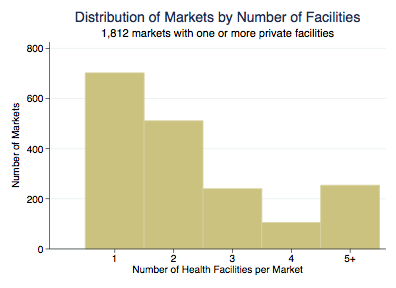 Distribution of Markets by Number of Facilities
1,812 markets with one or more private facilities
Number of Markets
800
600
400
200
0
1 2 3 4 5+
Number of Health Facilities per Market